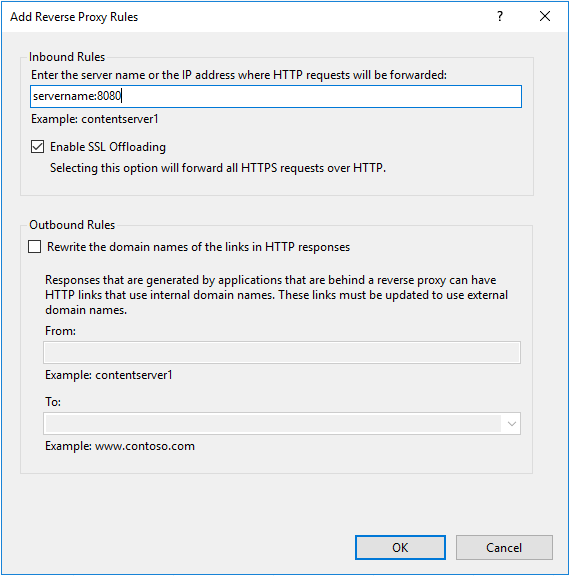 Add Reverse Proxy Rules
Inbound Rules
Enter the server name or the IP address where HTTP requests will be forwarded:
servername:8080
Example: contentserver1
Enable SSL Offloading
Selecting this option will forward all HTTPS requests over HTTP.
Outbound Rules
Rewrite the domain names of the links in HTTP responses
Responses that are generated by applications that are behind a reverse proxy can have
HTTP links that use internal domain names. These links must be updated to use external
domain names.
From:
Example: contentserver1
To:
Example: www.contoso.com
OK
Cancel